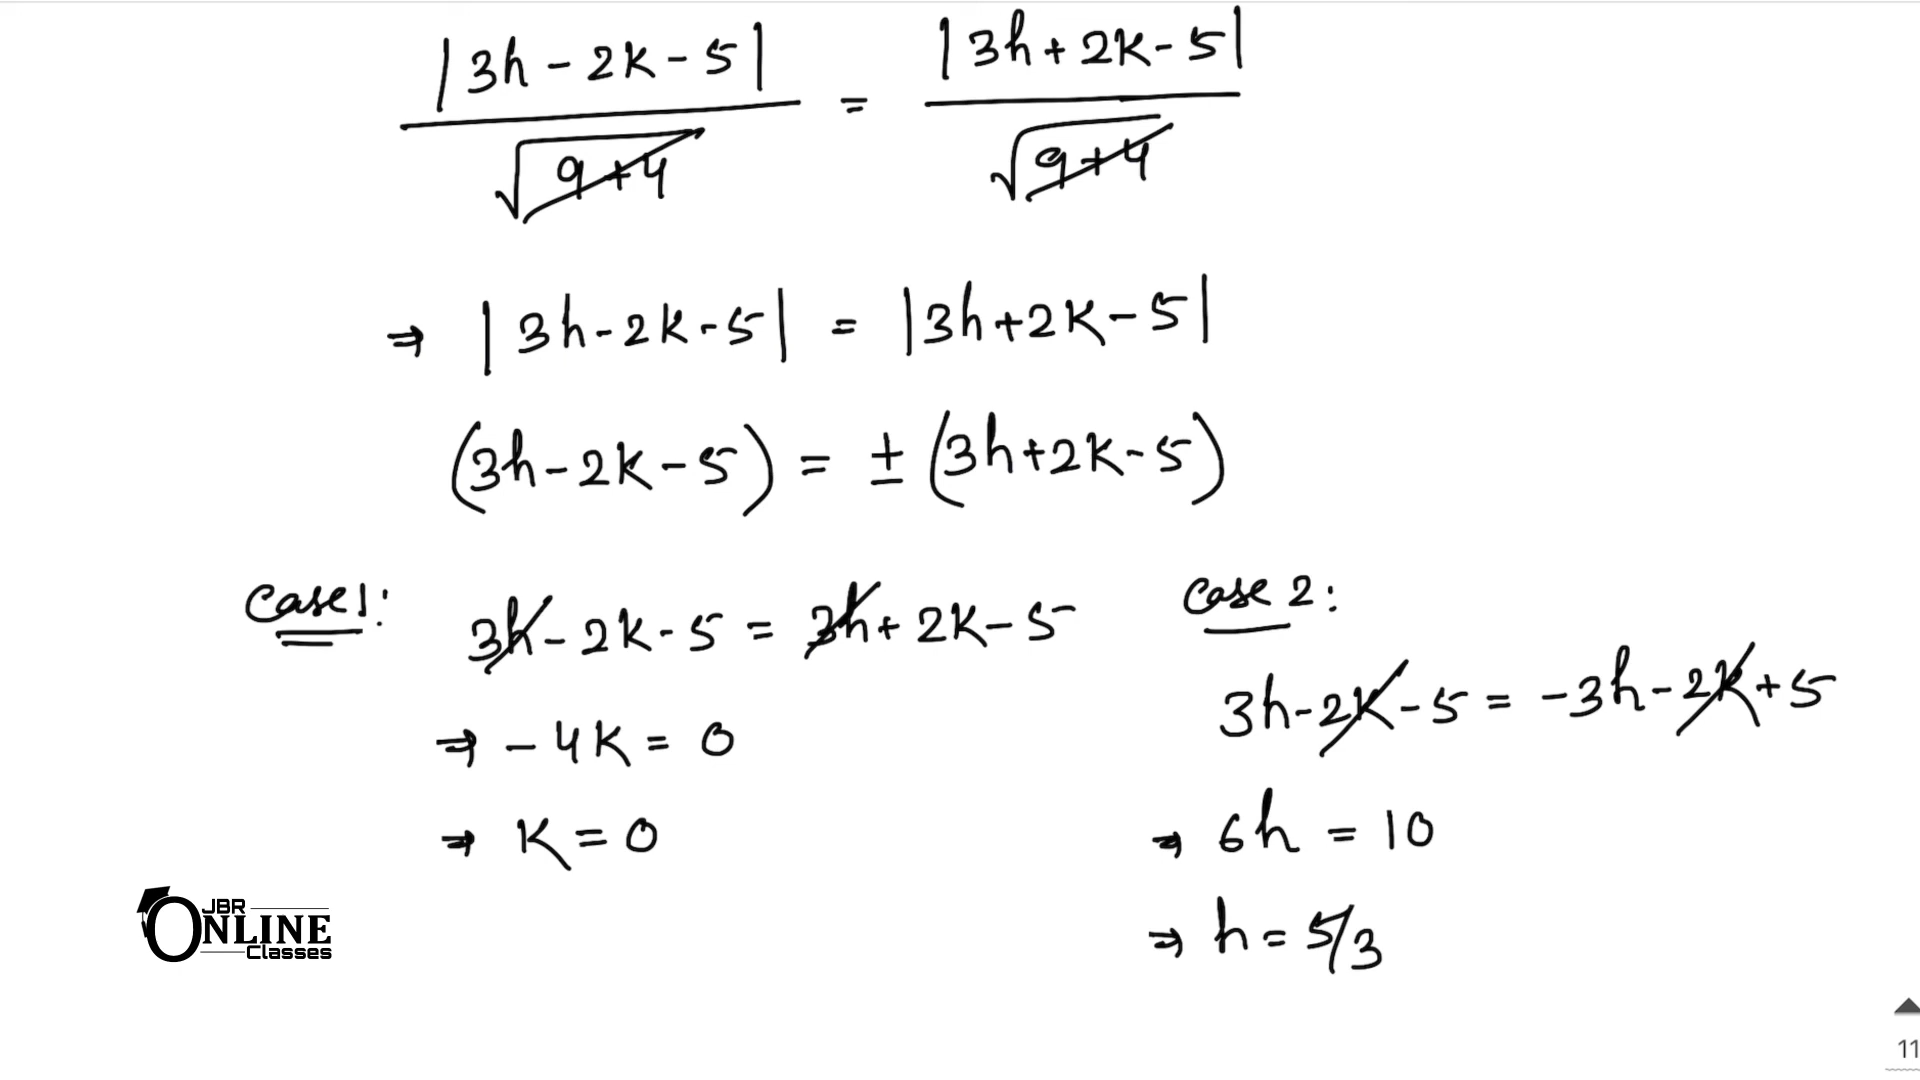 |3h - 2k - 5| / √(9+4) = |3h + 2k - 5| / √(9+4)
⇒ |3h - 2k - 5| = |3h + 2k - 5|
(3h - 2k - 5) = ± (3h + 2k - 5)
Case 1: 3h - 2k - 5 = 3h + 2k - 5
⇒ - 4k = 0
⇒ k = 0
Case 2:
3h - 2k - 5 = -3h - 2k + 5
⇒ 6h = 10
⇒ h = 5/3
JBR
ONLINE
Classes
11